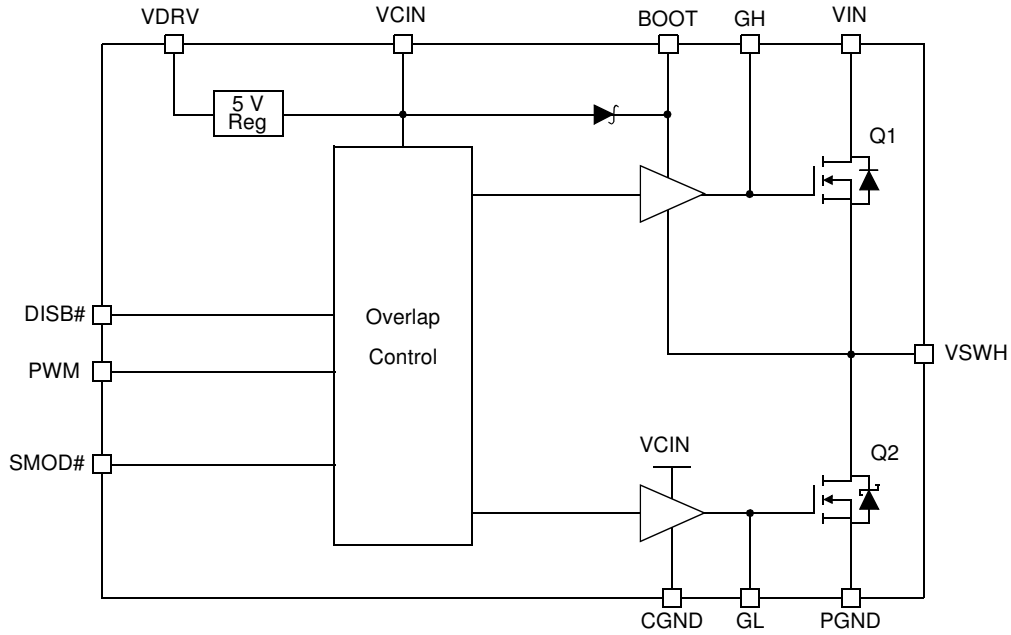 VDRV
VCIN
BOOT
GH
VIN
5 V
Reg
Q1
DISB#
Overlap
Control
PWM
VSWH
SMOD#
VCIN
Q2
CGND
GL
PGND